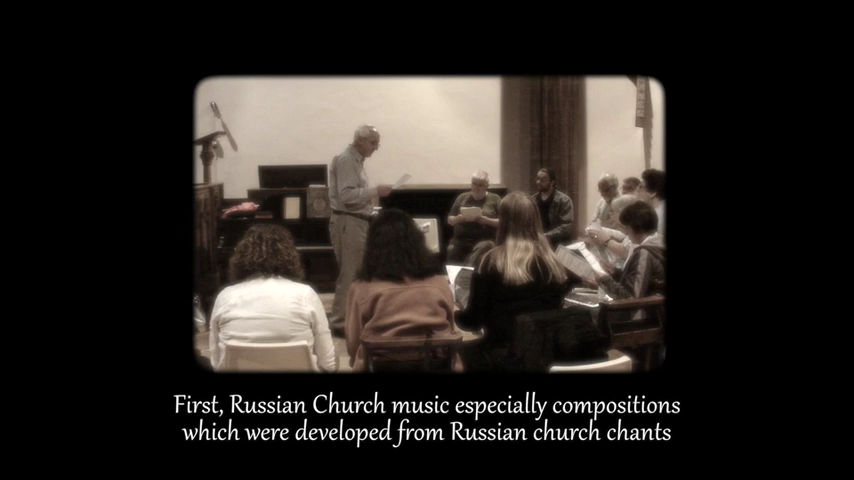 First, Russian Church music especially compositions
which were developed from Russian church chants